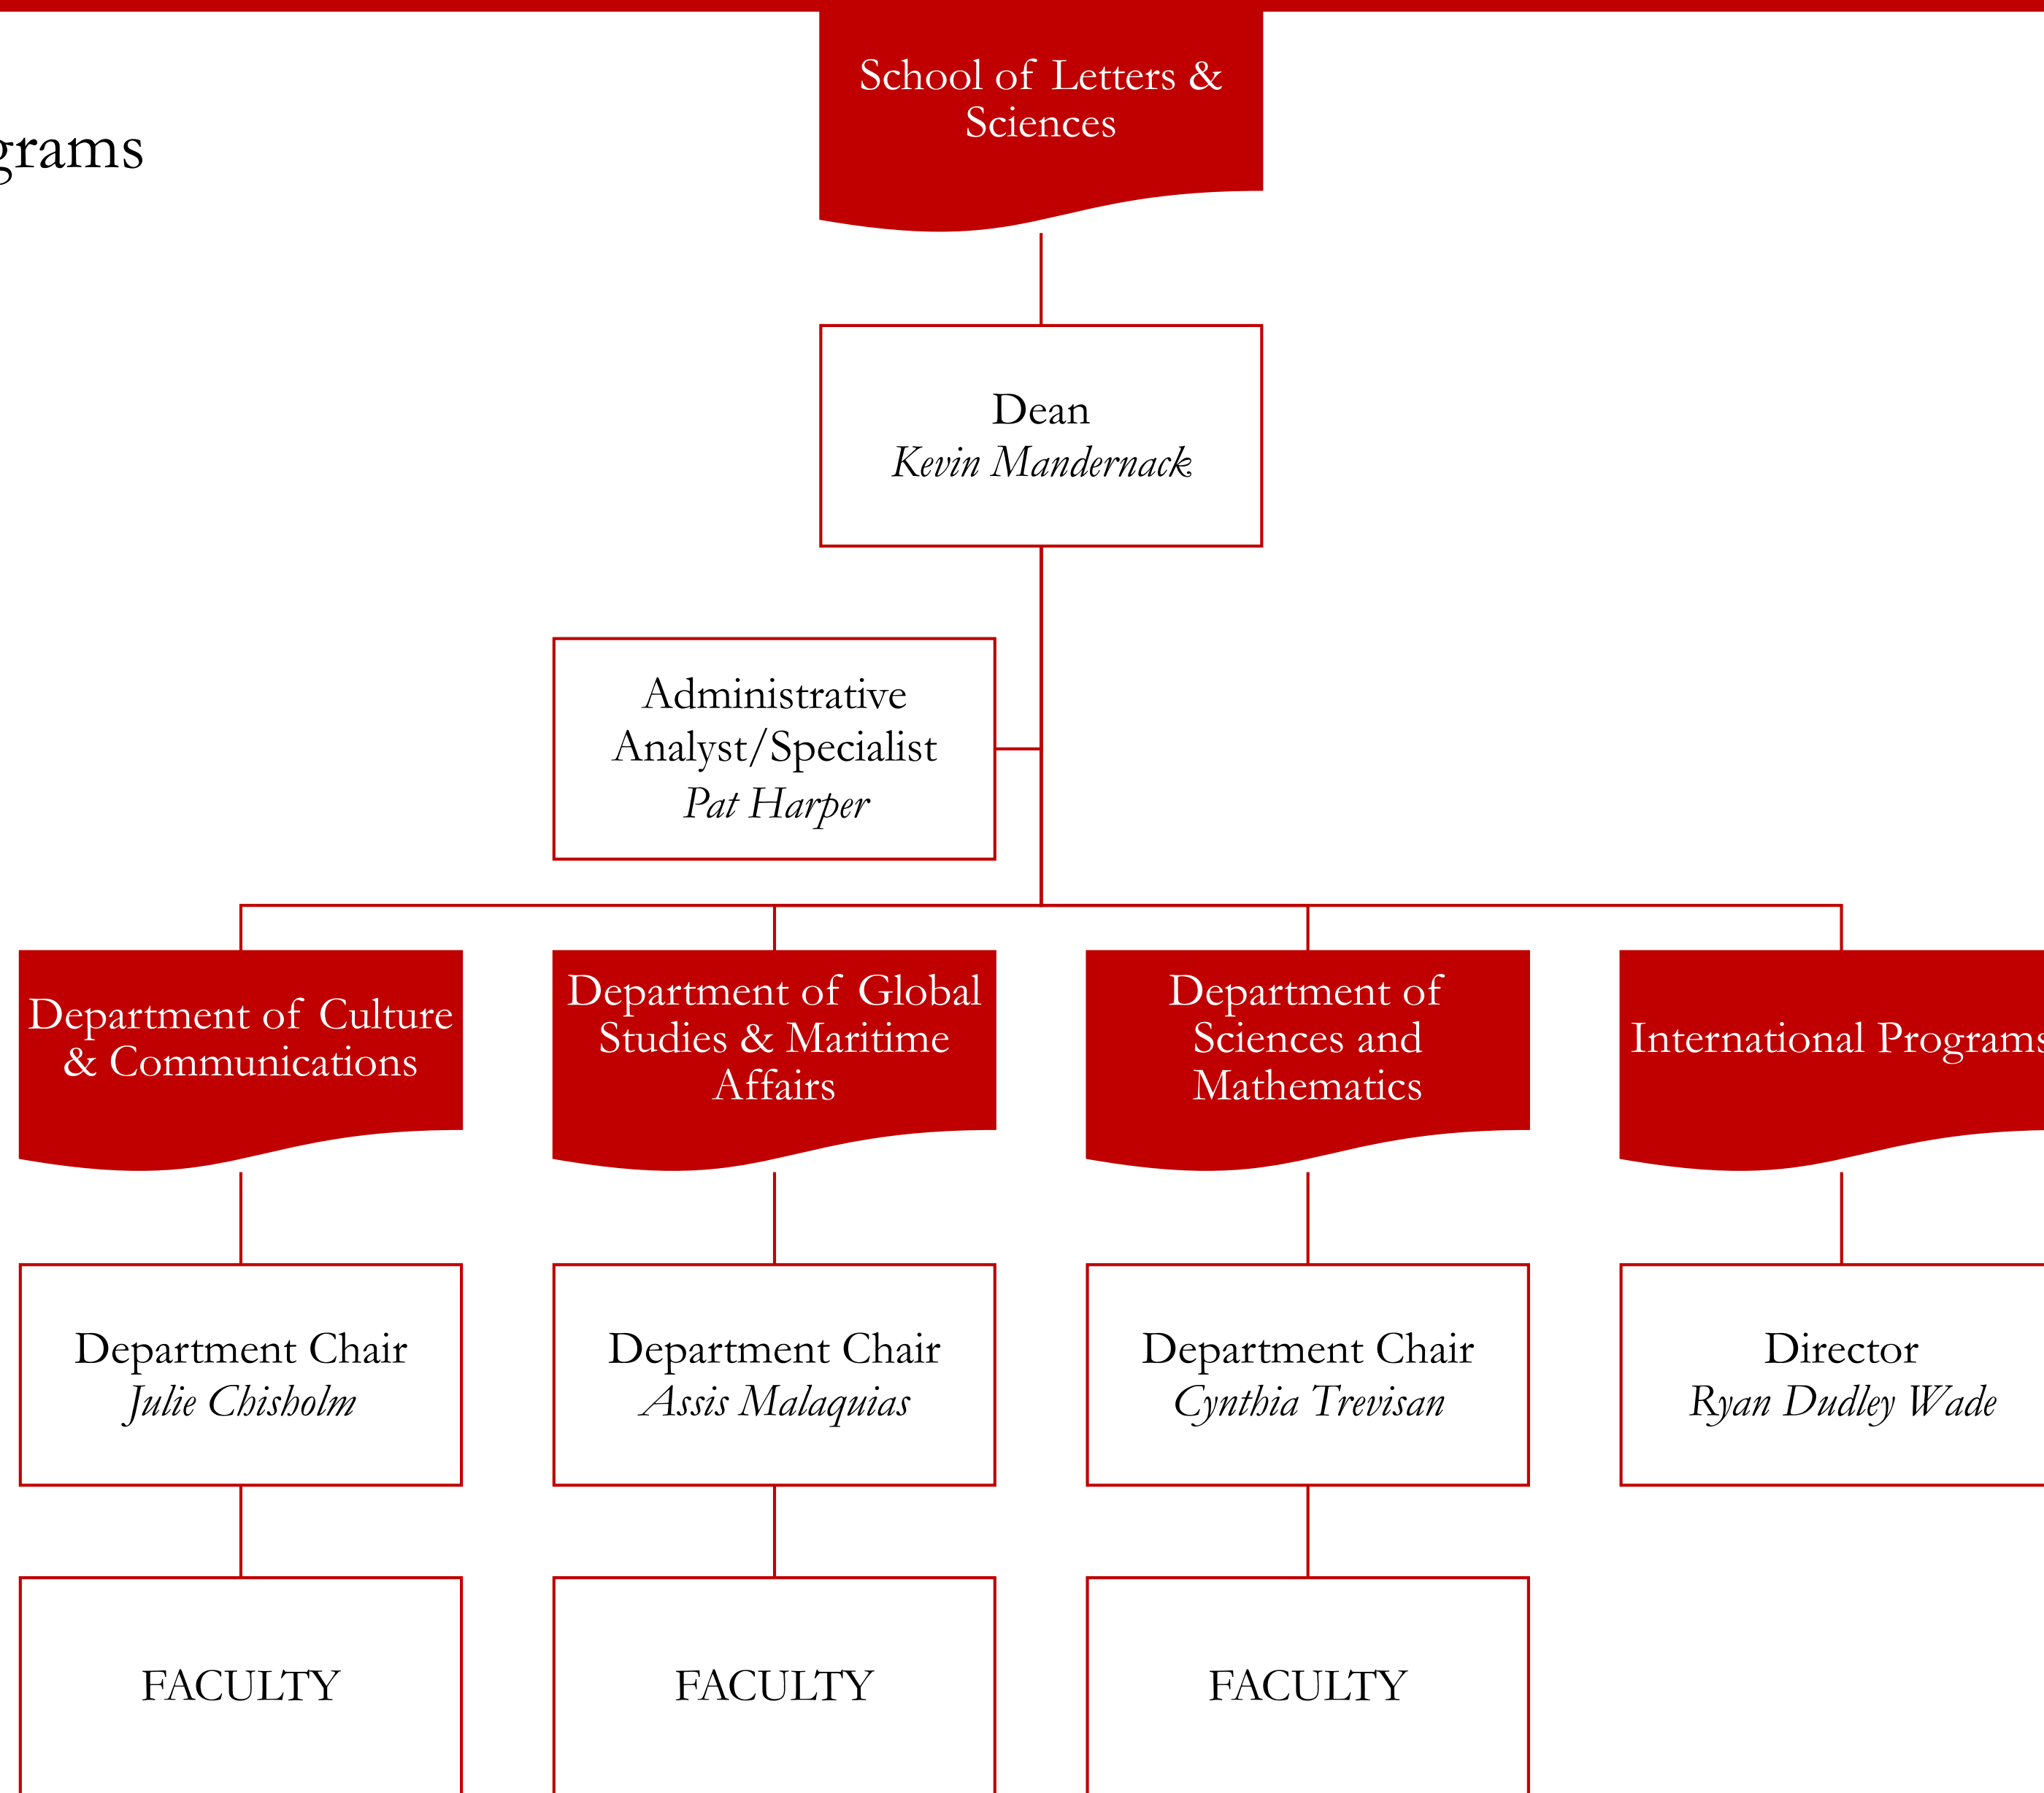 School of Letters &
Sciences
Dean
Kevin Mandernack
Administrative
Analyst/Specialist
Pat Harper
Department of Culture
& Communications
Department of Global
Studies & Maritime
Affairs
Department of
Sciences and
Mathematics
International Programs
Department Chair
Julie Chisholm
Department Chair
Assis Malaquias
Department Chair
Cynthia Trevisan
Director
Ryan Dudley Wade
FACULTY
FACULTY
FACULTY